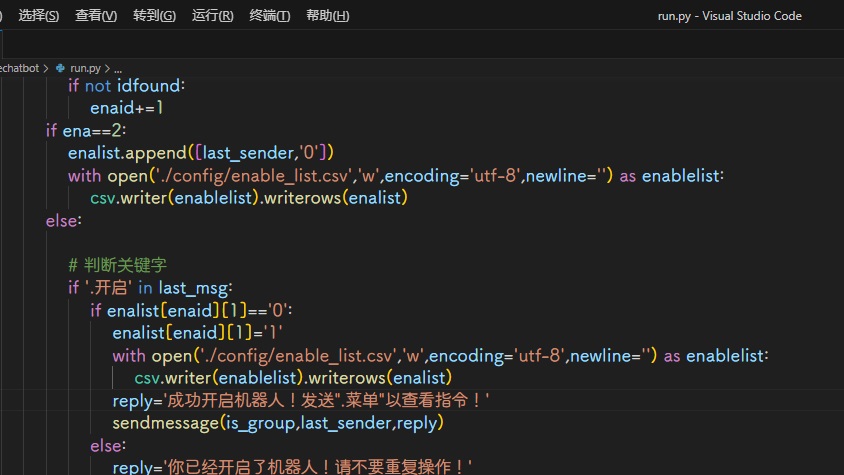 选择(S) 查看(V) 转到(G) 运行(R) 终端(T) 帮助(H) run.py - Visual Studio Code
echatbot > run.py > ...
if not idfound:
enaid+=1
if ena==2:
enalist.append([last_sender,'0'])
with open('./config/enable_list.csv','w',encoding='utf-8',newline='') as enablelist:
csv.writer(enablelist).writerows(enalist)
else:
# 判断关键字
if '.开启' in last_msg:
if enalist[enaid][1]=='0':
enalist[enaid][1]='1'
with open('./config/enable_list.csv','w',encoding='utf-8',newline='') as enablelist:
csv.writer(enablelist).writerows(enalist)
reply='成功开启机器人！发送".菜单"以查看指令！'
sendmessage(is_group,last_sender,reply)
else:
reply='你已经开启了机器人！请不要重复操作！'